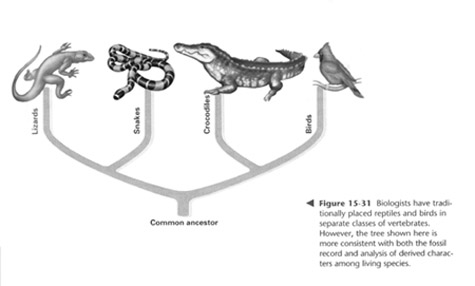 Lizards
Snakes
Crocodiles
Birds
Common ancestor
◀ Figure 15-31 Biologists have tradi-
tionally placed reptiles and birds in
separate classes of vertebrates.
However, the tree shown here is
more consistent with both the fossil
record and analysis of derived charac-
ters among living species.